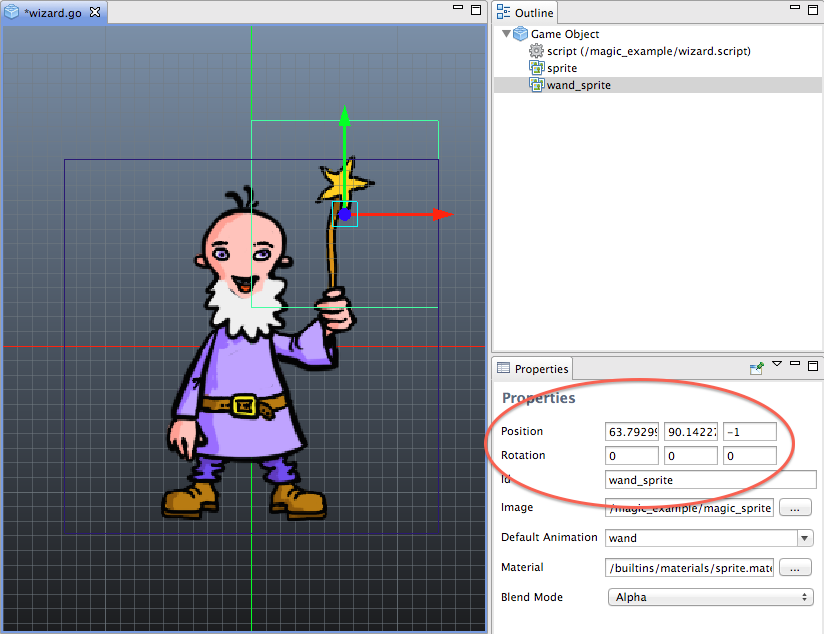 *wizard.go
Outline
Game Object
script (/magic_example/wizard.script)
sprite
wand_sprite
Properties
Properties
Position 63.79299 90.1422 -1
Rotation 0 0 0
Id wand_sprite
Image /magic_example/magic_sprite ...
Default Animation wand
Material /builtins/materials/sprite.mate ...
Blend Mode Alpha